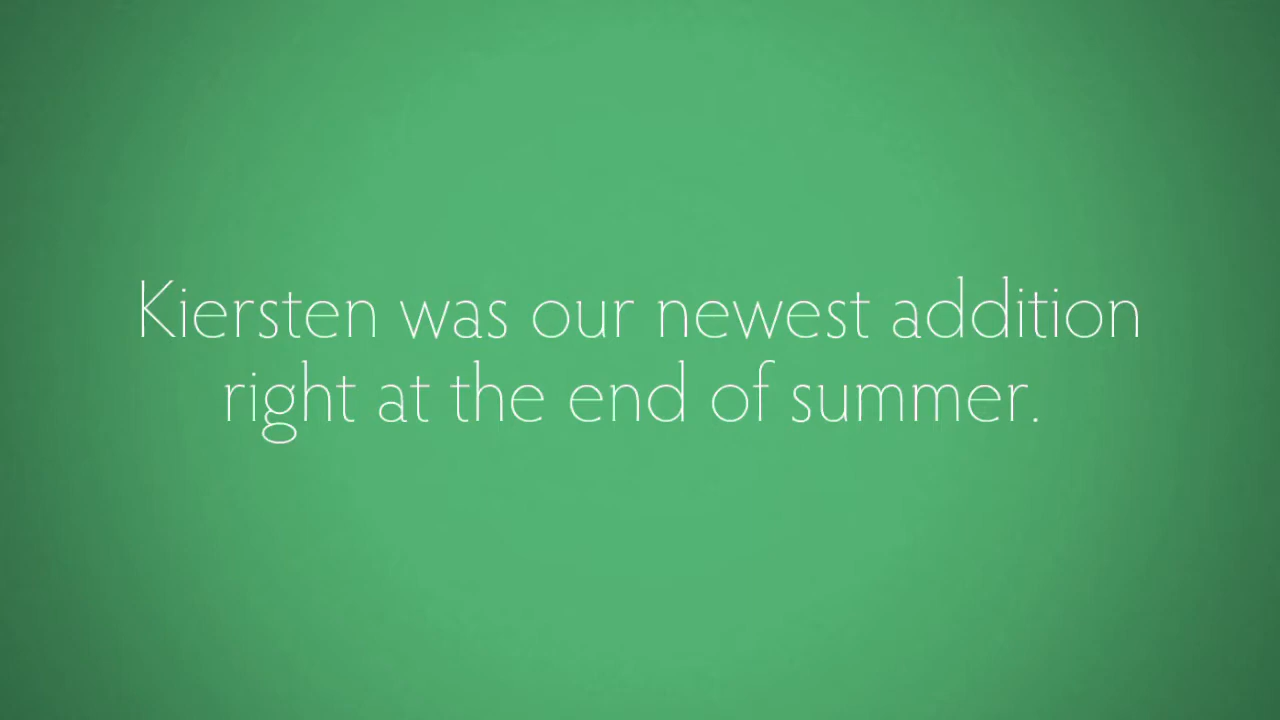 Kiersten was our newest addition
right at the end of summer.